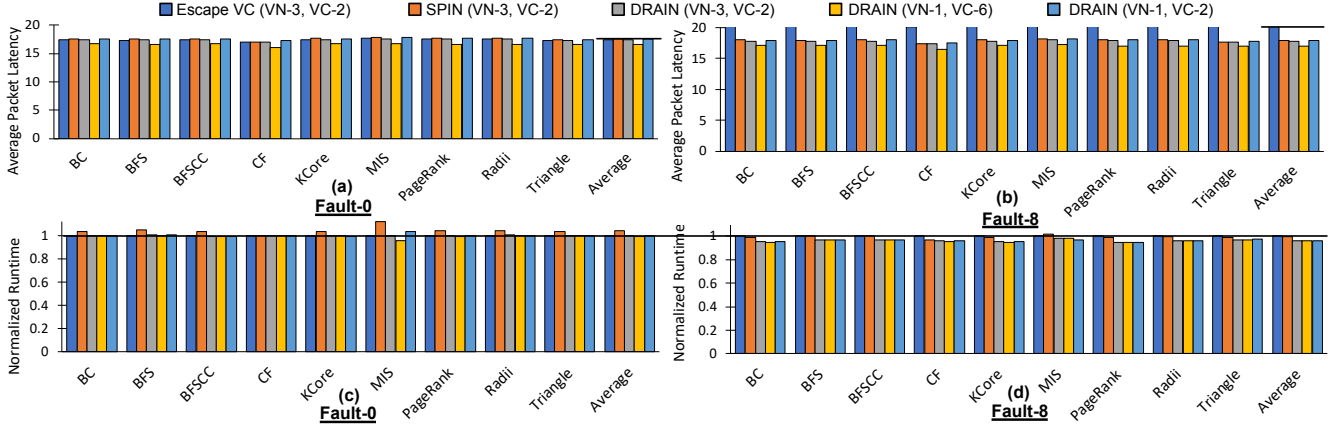 Escape VC (VN-3, VC-2) SPIN (VN-3, VC-2) DRAIN (VN-3, VC-2) DRAIN (VN-1, VC-6) DRAIN (VN-1, VC-2)
Average Packet Latency
20
15
10
5
0
BC BFS BFSCC CF KCore MIS PageRank Radii Triangle Average
(a)
Fault-0
Average Packet Latency
20
15
10
5
0
BC BFS BFSCC CF KCore MIS PageRank Radii Triangle Average
(b)
Fault-8
Normalized Runtime
1
0.8
0.6
0.4
0.2
0
BC BFS BFSCC CF KCore MIS PageRank Radii Triangle Average
(c)
Fault-0
Normalized Runtime
1
0.8
0.6
0.4
0.2
0
BC BFS BFSCC CF KCore MIS PageRank Radii Triangle Average
(d)
Fault-8